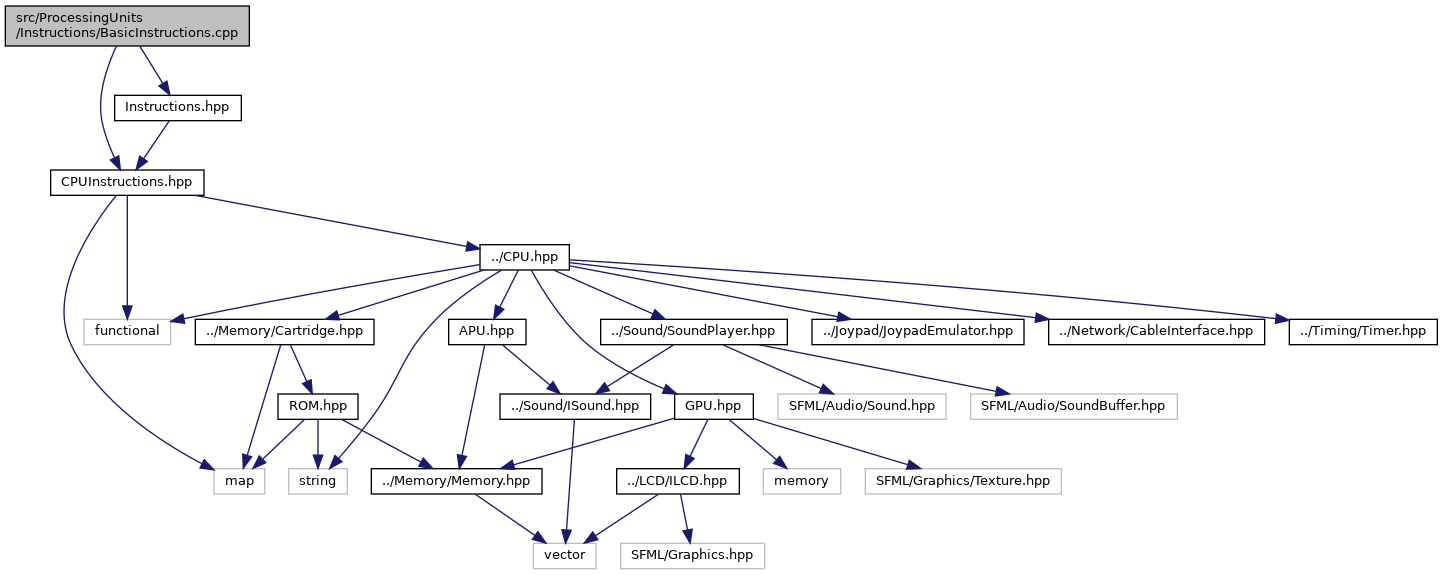 src/ProcessingUnits
/Instructions/BasicInstructions.cpp
Instructions.hpp
CPUInstructions.hpp
../CPU.hpp
functional
../Memory/Cartridge.hpp
APU.hpp
../Sound/SoundPlayer.hpp
../Joypad/JoypadEmulator.hpp
../Network/CableInterface.hpp
../Timing/Timer.hpp
ROM.hpp
../Sound/ISound.hpp
GPU.hpp
SFML/Audio/Sound.hpp
SFML/Audio/SoundBuffer.hpp
map
string
../Memory/Memory.hpp
../LCD/ILCD.hpp
memory
SFML/Graphics/Texture.hpp
vector
SFML/Graphics.hpp